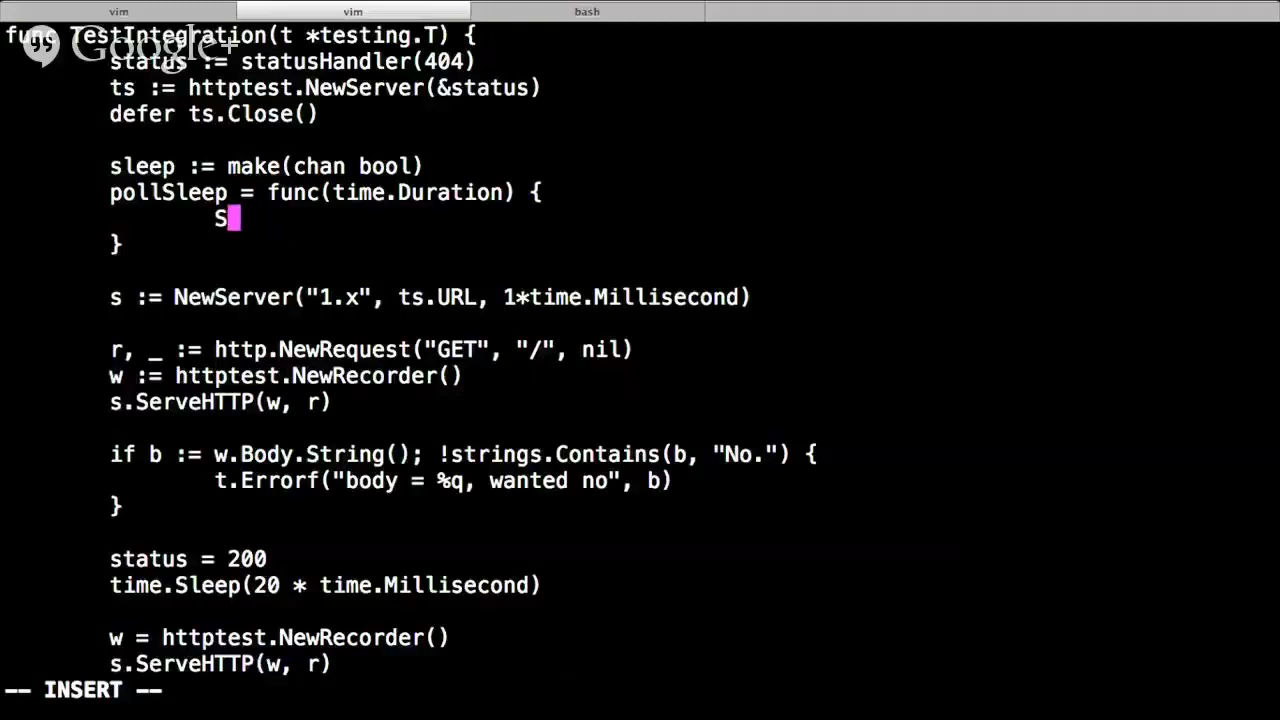 vim vim bash
func TestIntegration(t *testing.T) {
Google+
status := statusHandler(404)
ts := httptest.NewServer(&status)
defer ts.Close()
sleep := make(chan bool)
pollSleep = func(time.Duration) {
S
}
s := NewServer("1.x", ts.URL, 1*time.Millisecond)
r, _ := http.NewRequest("GET", "/", nil)
w := httptest.NewRecorder()
s.ServeHTTP(w, r)
if b := w.Body.String(); !strings.Contains(b, "No.") {
t.Errorf("body = %q, wanted no", b)
}
status = 200
time.Sleep(20 * time.Millisecond)
w = httptest.NewRecorder()
s.ServeHTTP(w, r)
-- INSERT --